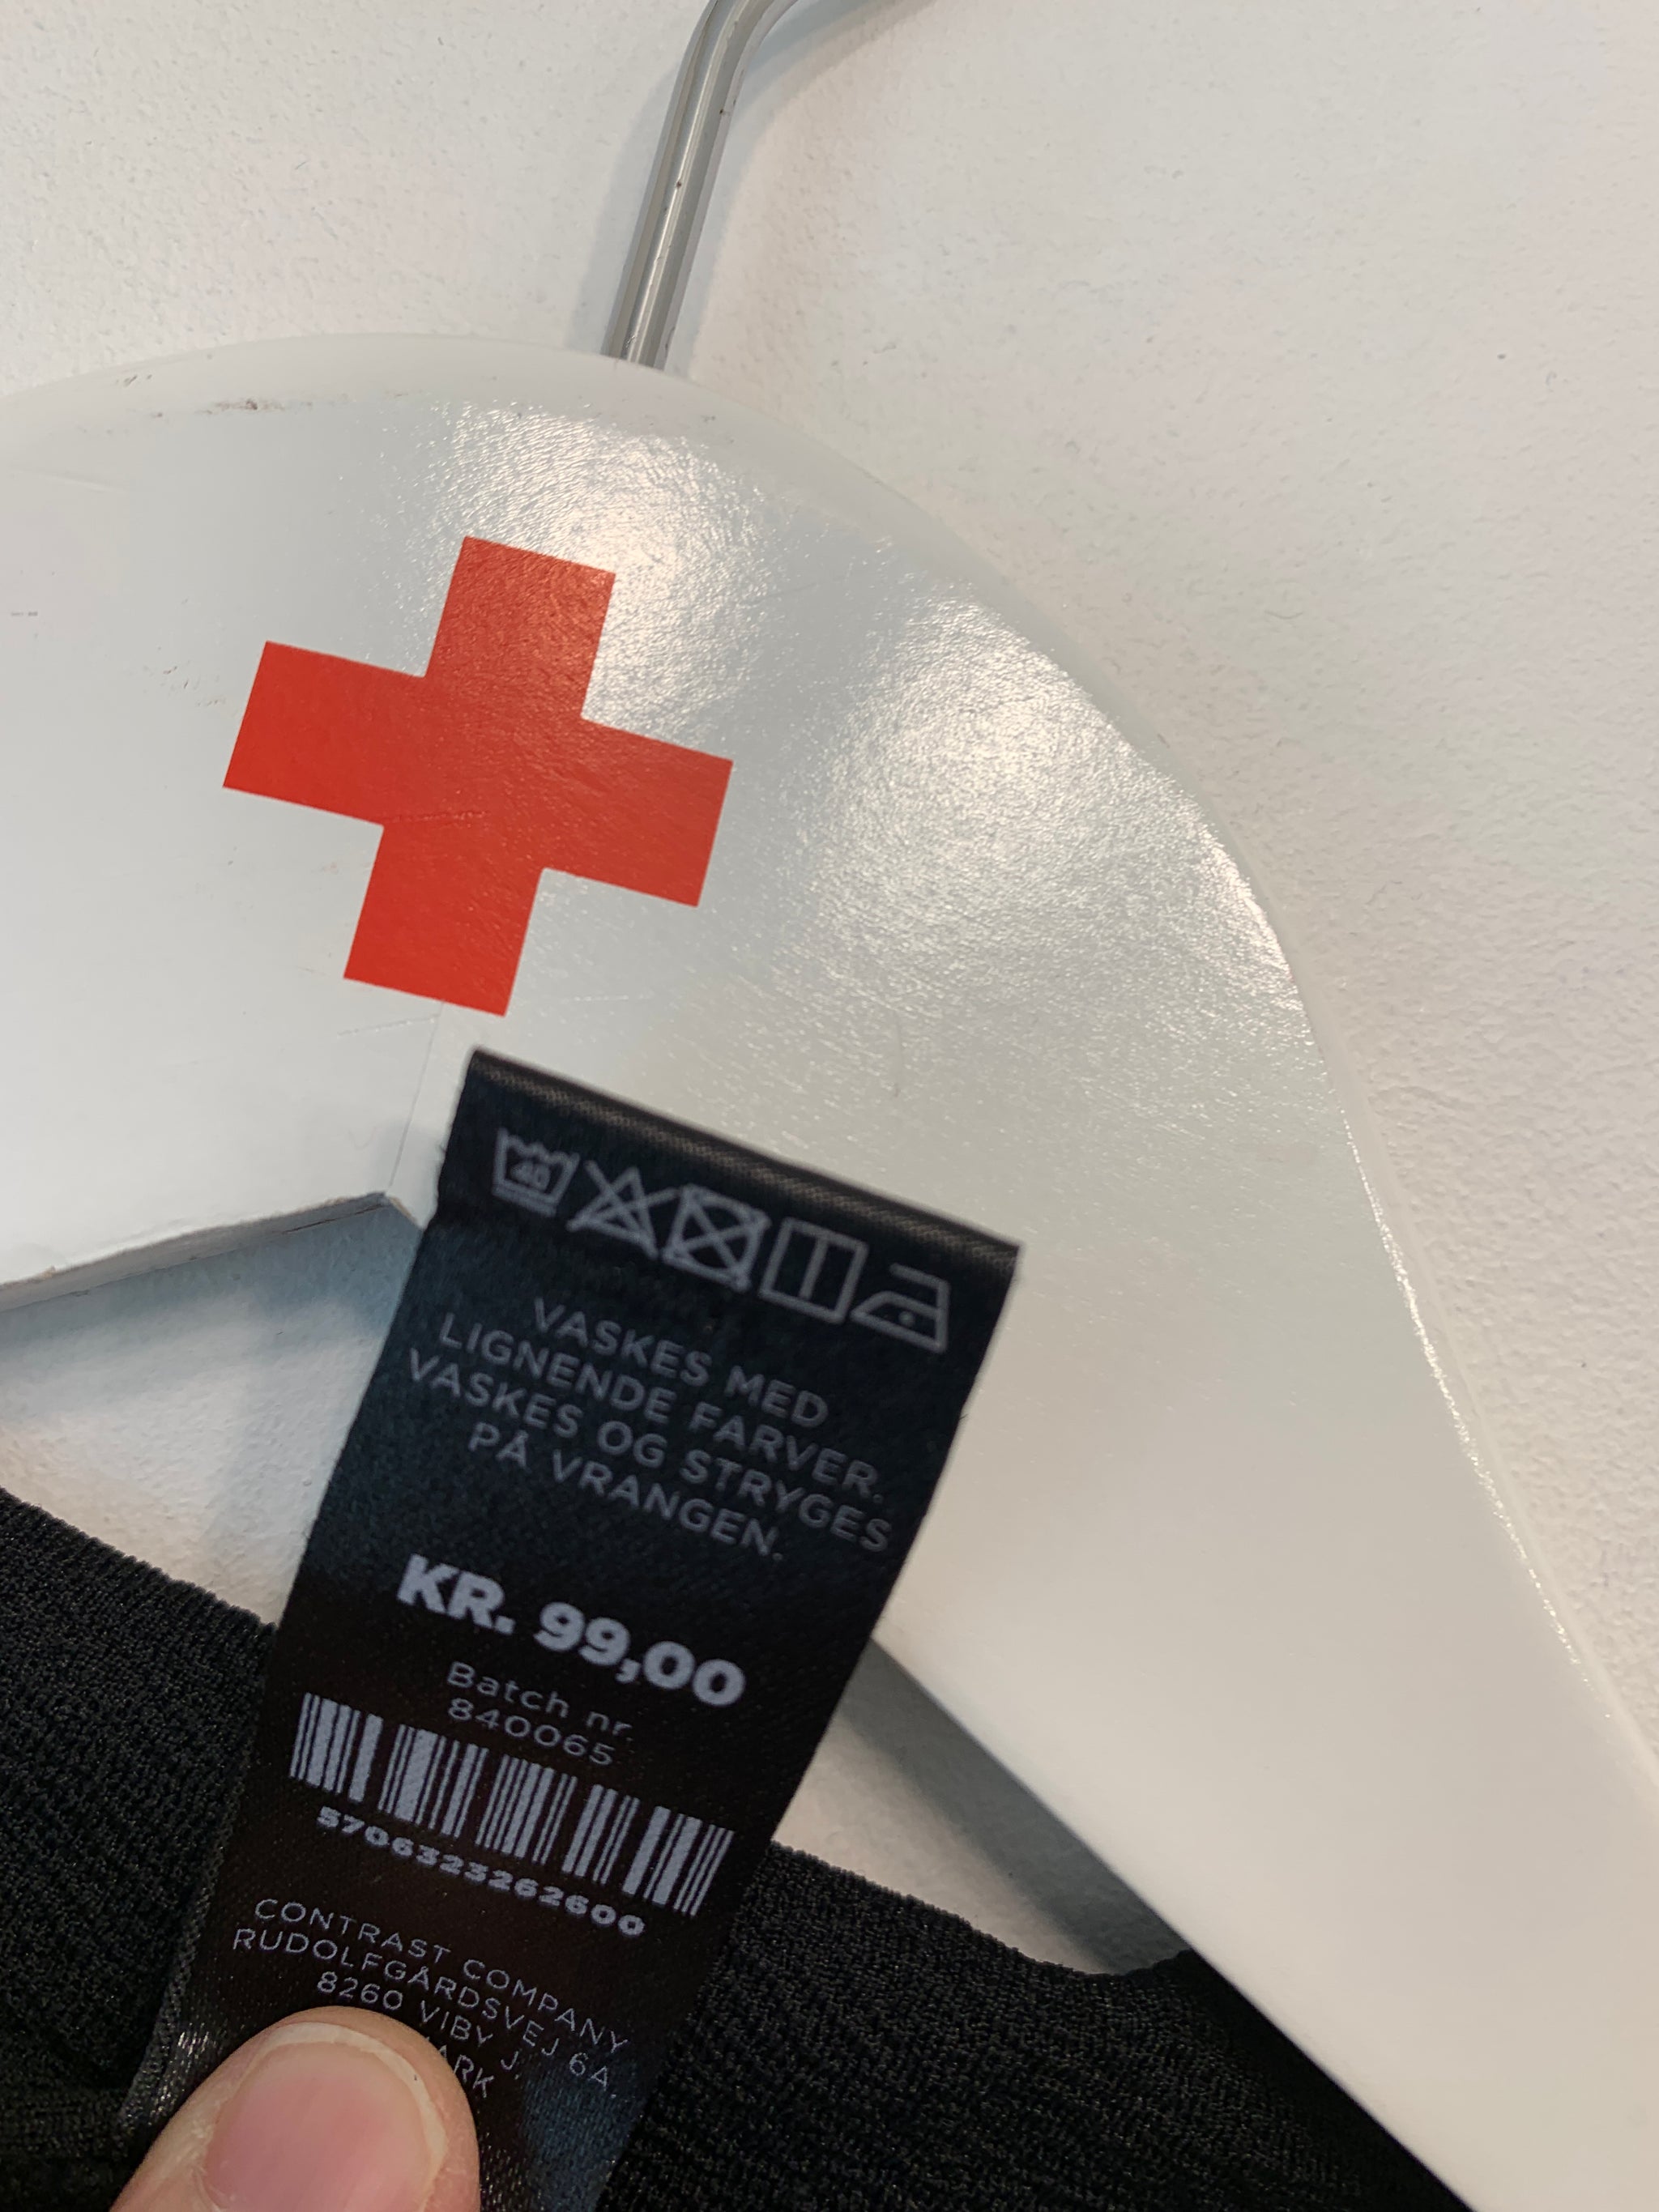 40
VASKES MED
LIGNENDE FARVER.
VASKES OG STRYGES
PÅ VRANGEN.
KR. 99,00
Batch nr.
840065
5706323262600
CONTRAST COMPANY
RUDOLFGÅRDSVEJ 6A,
8260 VIBY J,